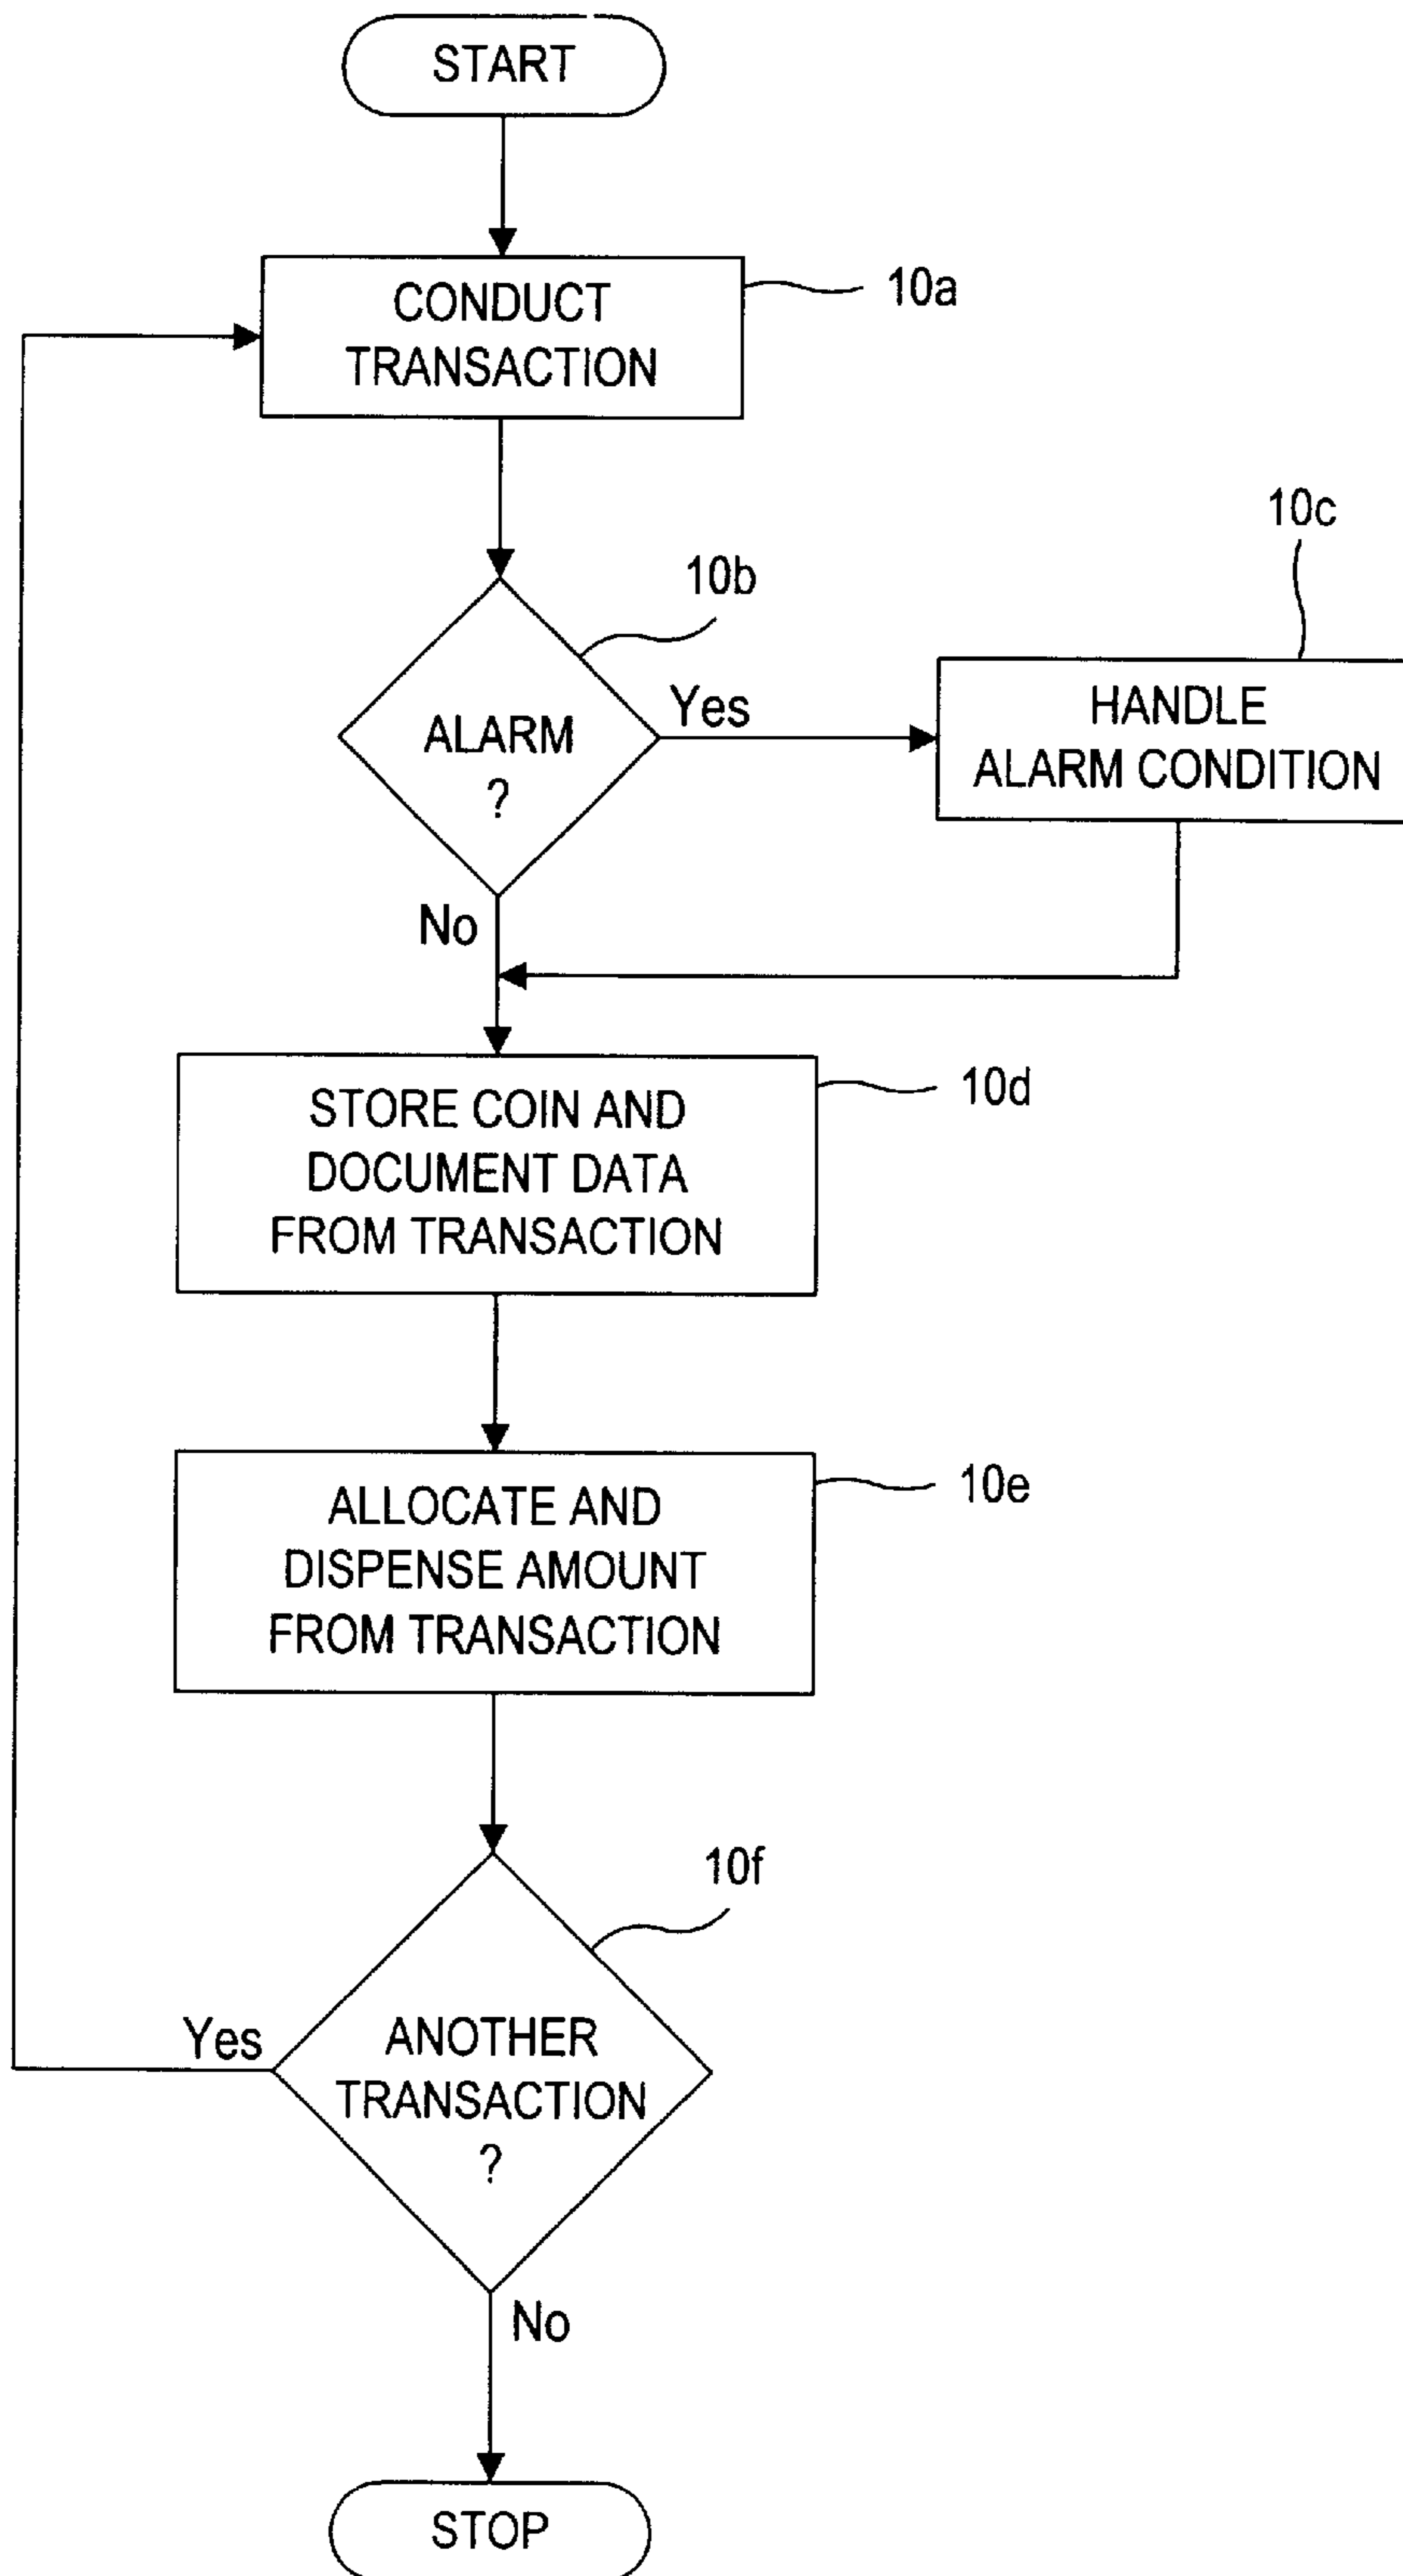 START
CONDUCT
TRANSACTION
10a
10b
10c
ALARM
?
Yes
HANDLE
ALARM CONDITION
No
STORE COIN AND
DOCUMENT DATA
FROM TRANSACTION
10d
ALLOCATE AND
DISPENSE AMOUNT
FROM TRANSACTION
10e
10f
Yes
ANOTHER
TRANSACTION
?
No
STOP